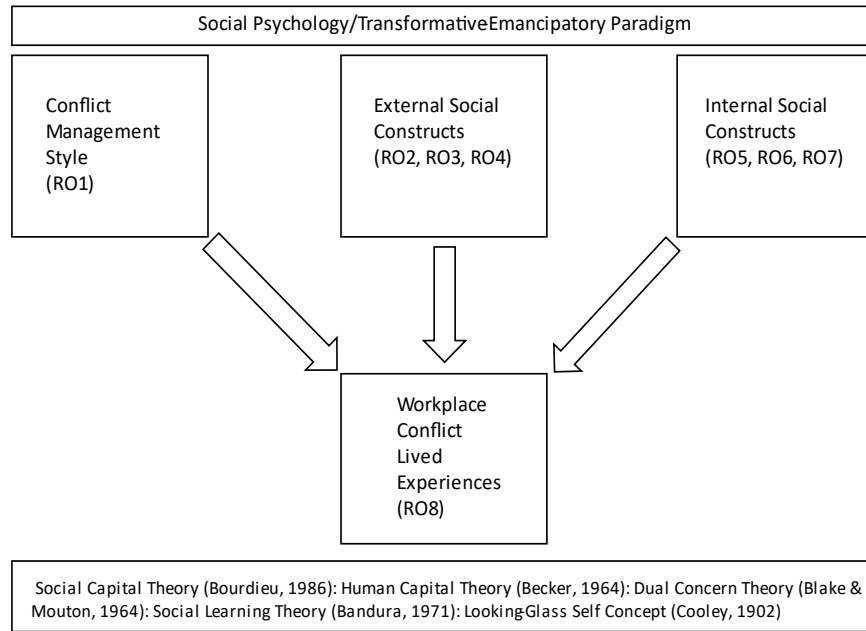 Social Psychology/TransformativeEmancipatory Paradigm
Conflict
Management
Style
(RO1)
External Social
Constructs
(RO2, RO3, RO4)
Internal Social
Constructs
(RO5, RO6, RO7)
Workplace
Conflict
Lived
Experiences
(RO8)
Social Capital Theory (Bourdieu, 1986): Human Capital Theory (Becker, 1964): Dual Concern Theory (Blake &
Mouton, 1964): Social Learning Theory (Bandura, 1971): Looking-Glass Self Concept (Cooley, 1902)